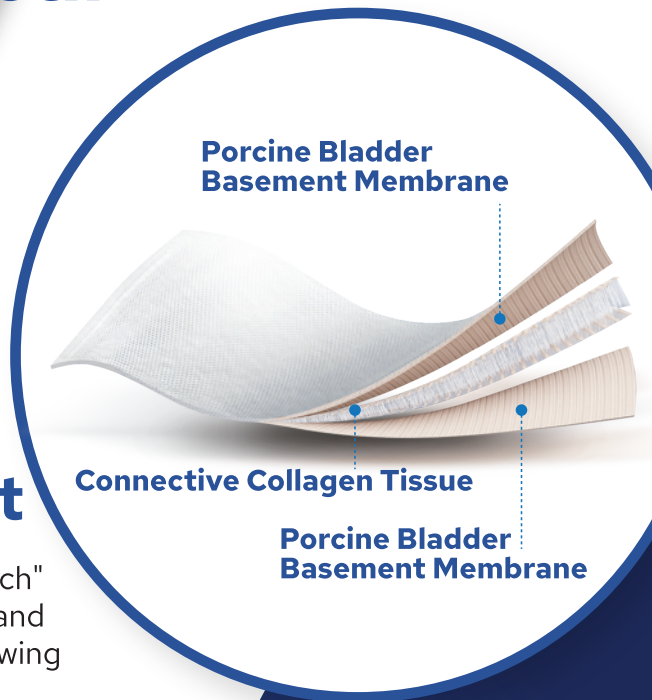 Porcine Bladder
Basement Membrane
Connective Collagen Tissue
t
Porcine Bladder
Basement Membrane
ch"
and
wing